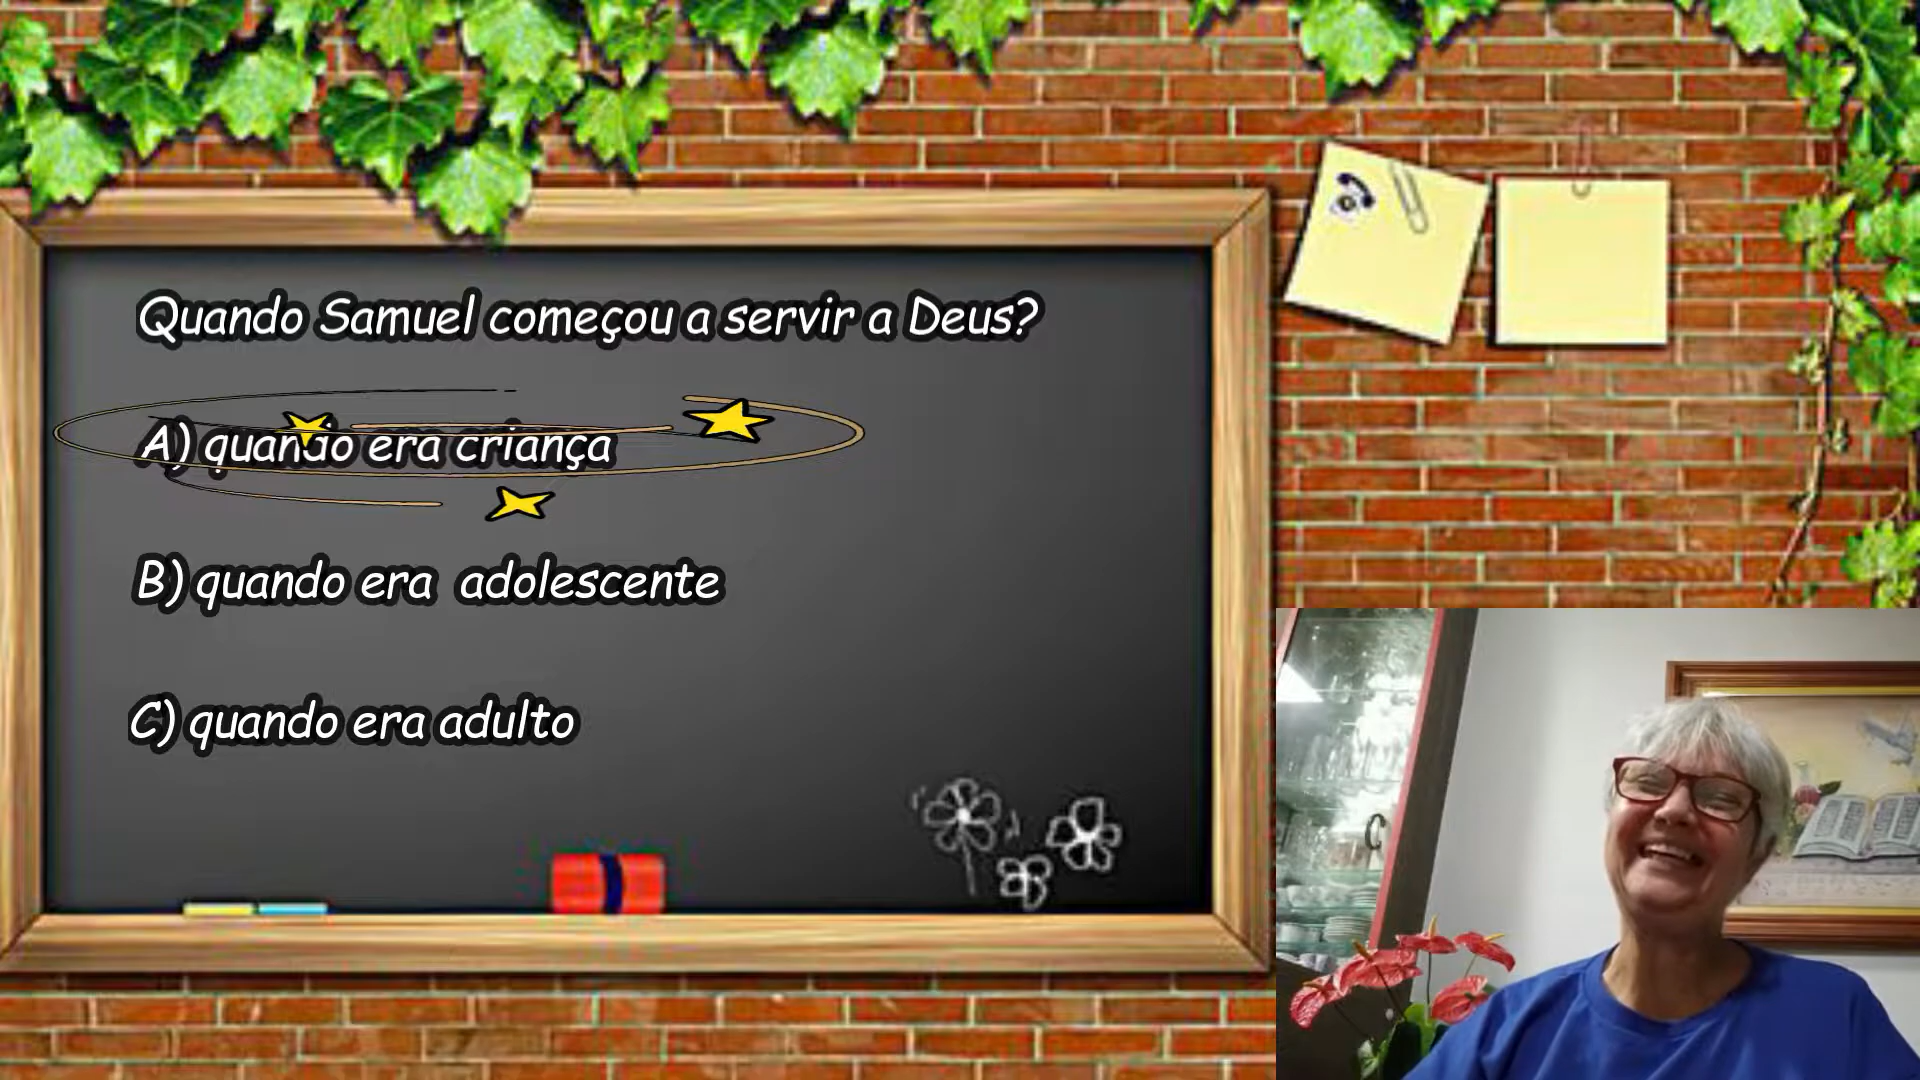 Quando Samuel começou a servir a Deus?
A) quando era criança
B) quando era adolescente
C) quando era adulto